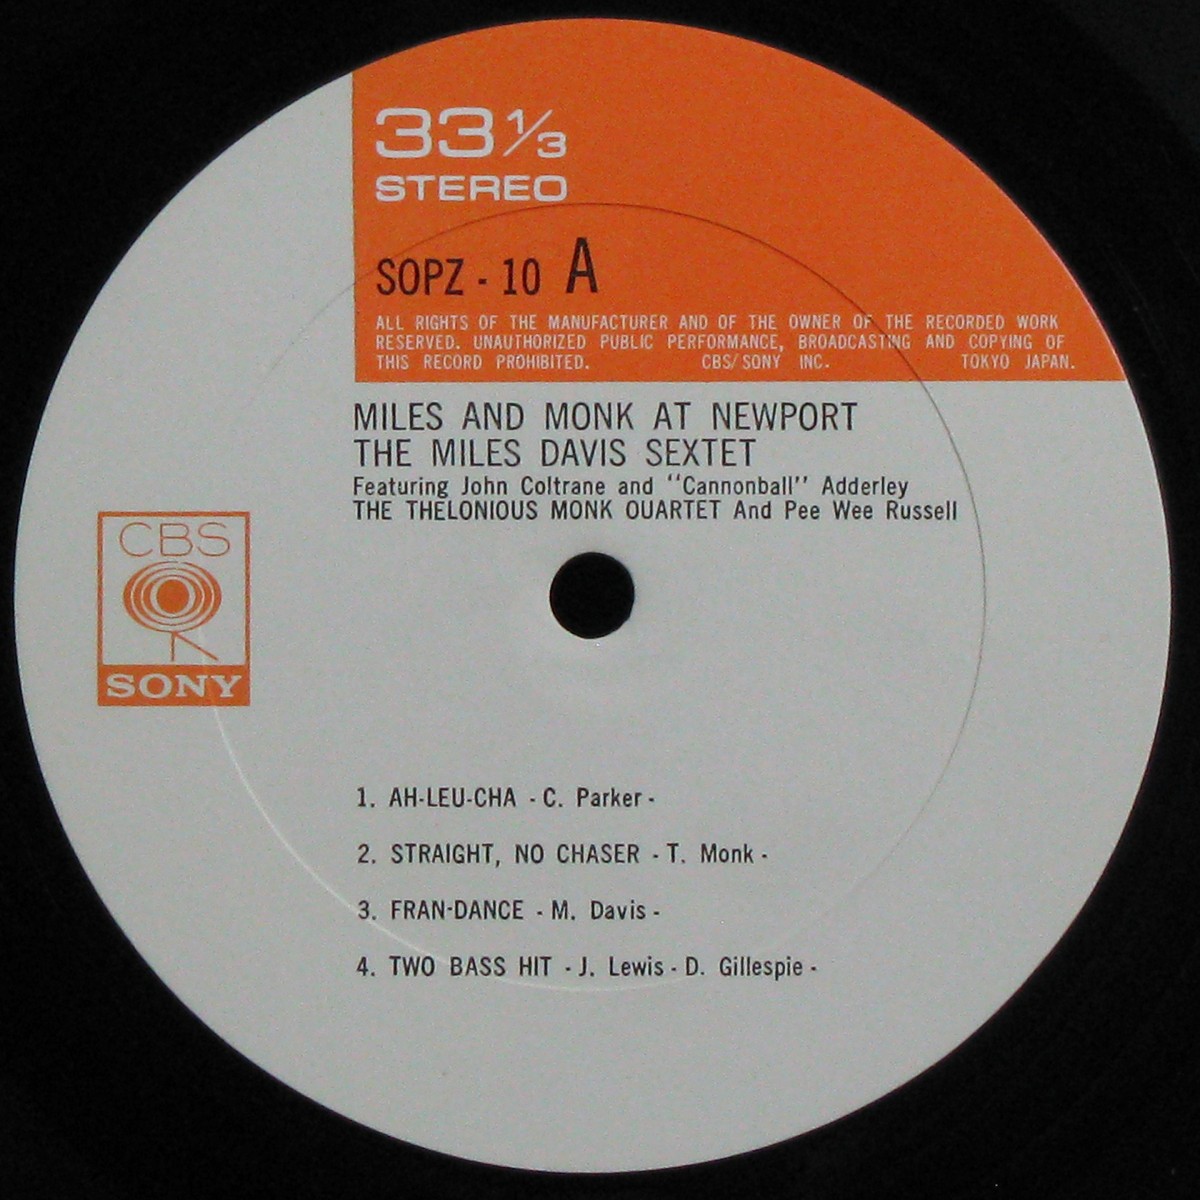 33 1/3
STEREO
SOPZ - 10 A
ALL RIGHTS OF THE MANUFACTURER AND OF THE OWNER OF THE RECORDED WORK
RESERVED. UNAUTHORIZED PUBLIC PERFORMANCE, BROADCASTING AND COPYING OF
THIS RECORD PROHIBITED. CBS/SONY INC. TOKYO JAPAN.
MILES AND MONK AT NEWPORT
THE MILES DAVIS SEXTET
Featuring John Coltrane and "Cannonball" Adderley
THE THELONIOUS MONK OUARTET And Pee Wee Russell
CBS
SONY
1. AH-LEU-CHA - C. Parker -
2. STRAIGHT, NO CHASER - T. Monk -
3. FRAN-DANCE - M. Davis -
4. TWO BASS HIT - J. Lewis - D. Gillespie -